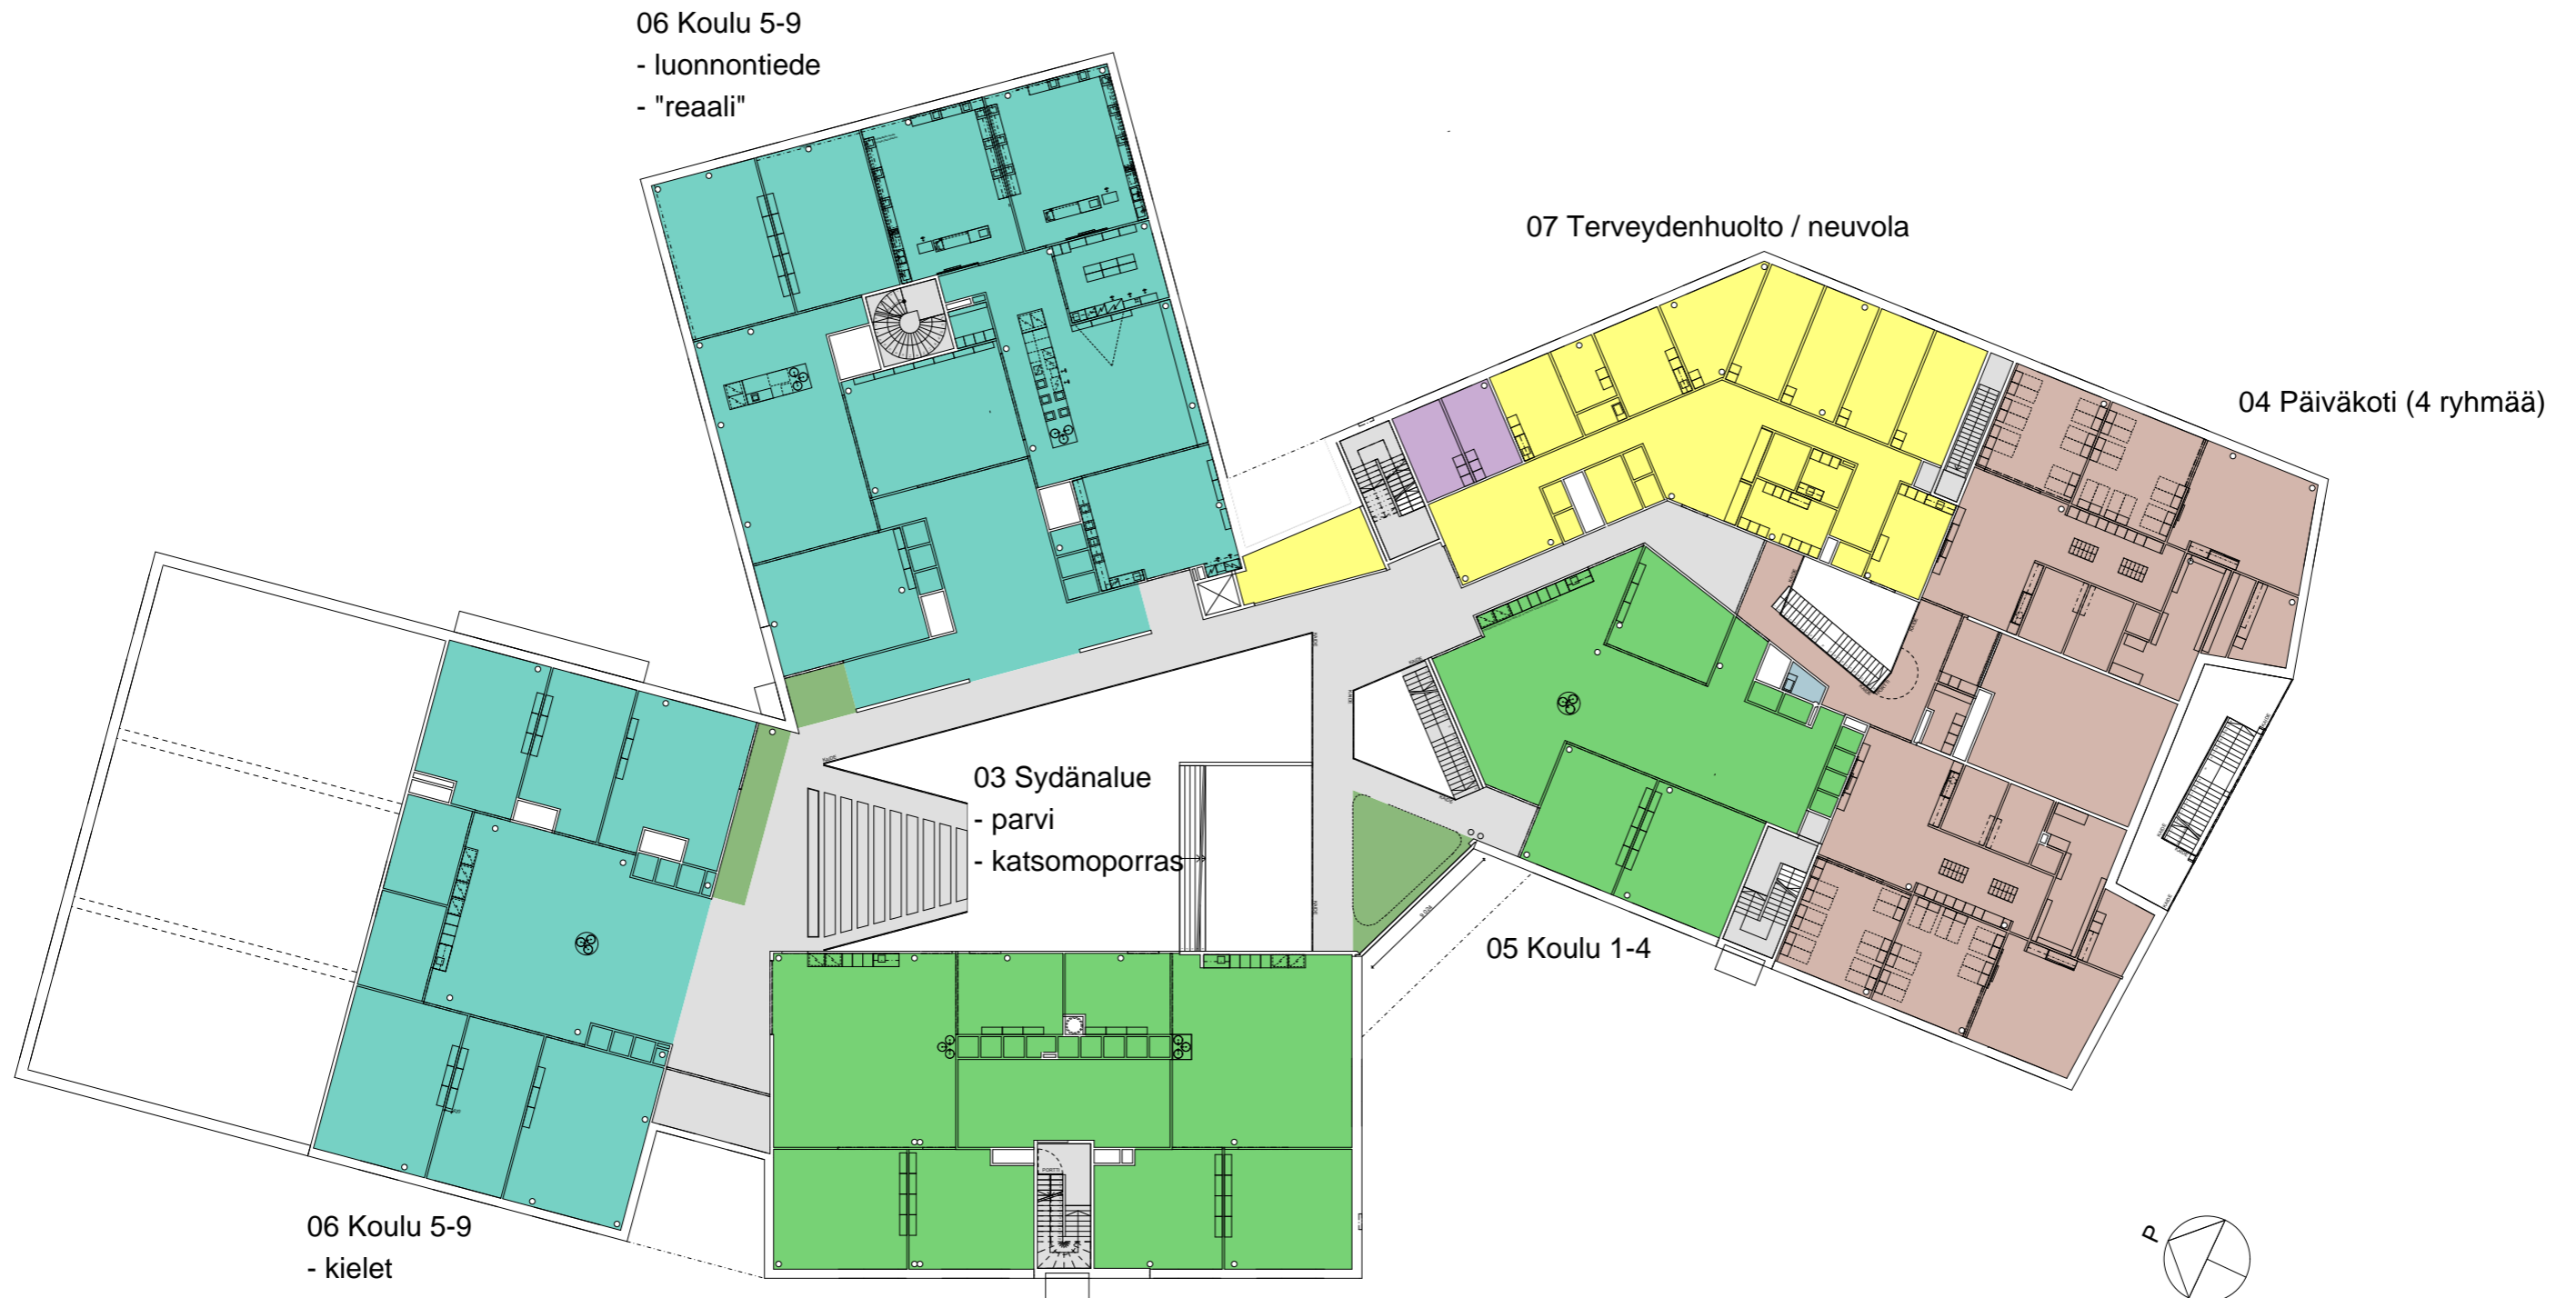 06 Koulu 5-9
- luonnontiede
- "reaali"
07 Terveydenhuolto / neuvola
04 Päiväkoti (4 ryhmää)
03 Sydänalue
- parvi
- katsomoporras
05 Koulu 1-4
06 Koulu 5-9
- kielet
PORTTI
P